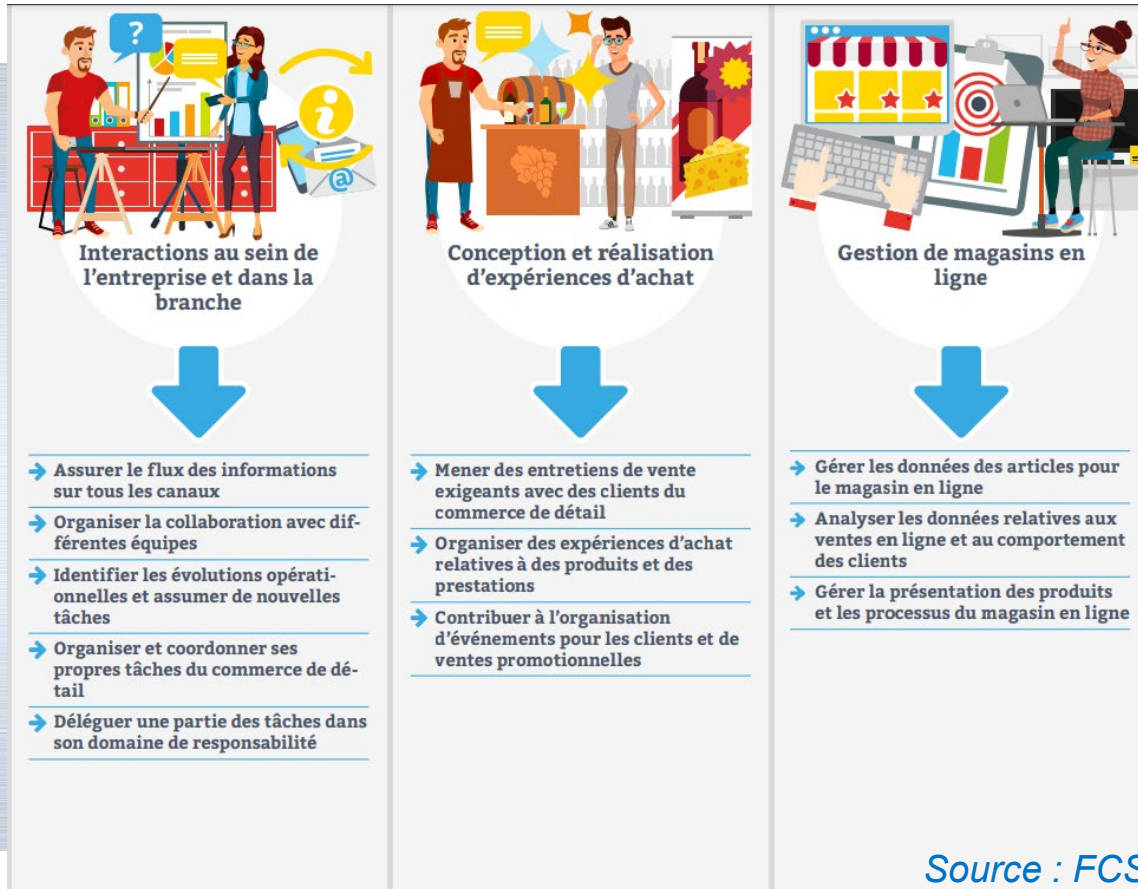 ?
i
@
Interactions au sein de
l'entreprise et dans la
branche
Assurer le flux des informations
sur tous les canaux
Organiser la collaboration avec dif-
férentes équipes
Identifier les évolutions opérati-
onnelles et assumer de nouvelles
tâches
Organiser et coordonner ses
propres tâches du commerce de dé-
tail
Déléguer une partie des tâches dans
son domaine de responsabilité
Conception et réalisation
d'expériences d'achat
Mener des entretiens de vente
exigeants avec des clients du
commerce de détail
Organiser des expériences d'achat
relatives à des produits et des
prestations
Contribuer à l'organisation
d'événements pour les clients et de
ventes promotionnelles
Gestion de magasins en
ligne
Gérer les données des articles pour
le magasin en ligne
Analyser les données relatives aux
ventes en ligne et au comportement
des clients
Gérer la présentation des produits
et les processus du magasin en ligne
Source : FCS